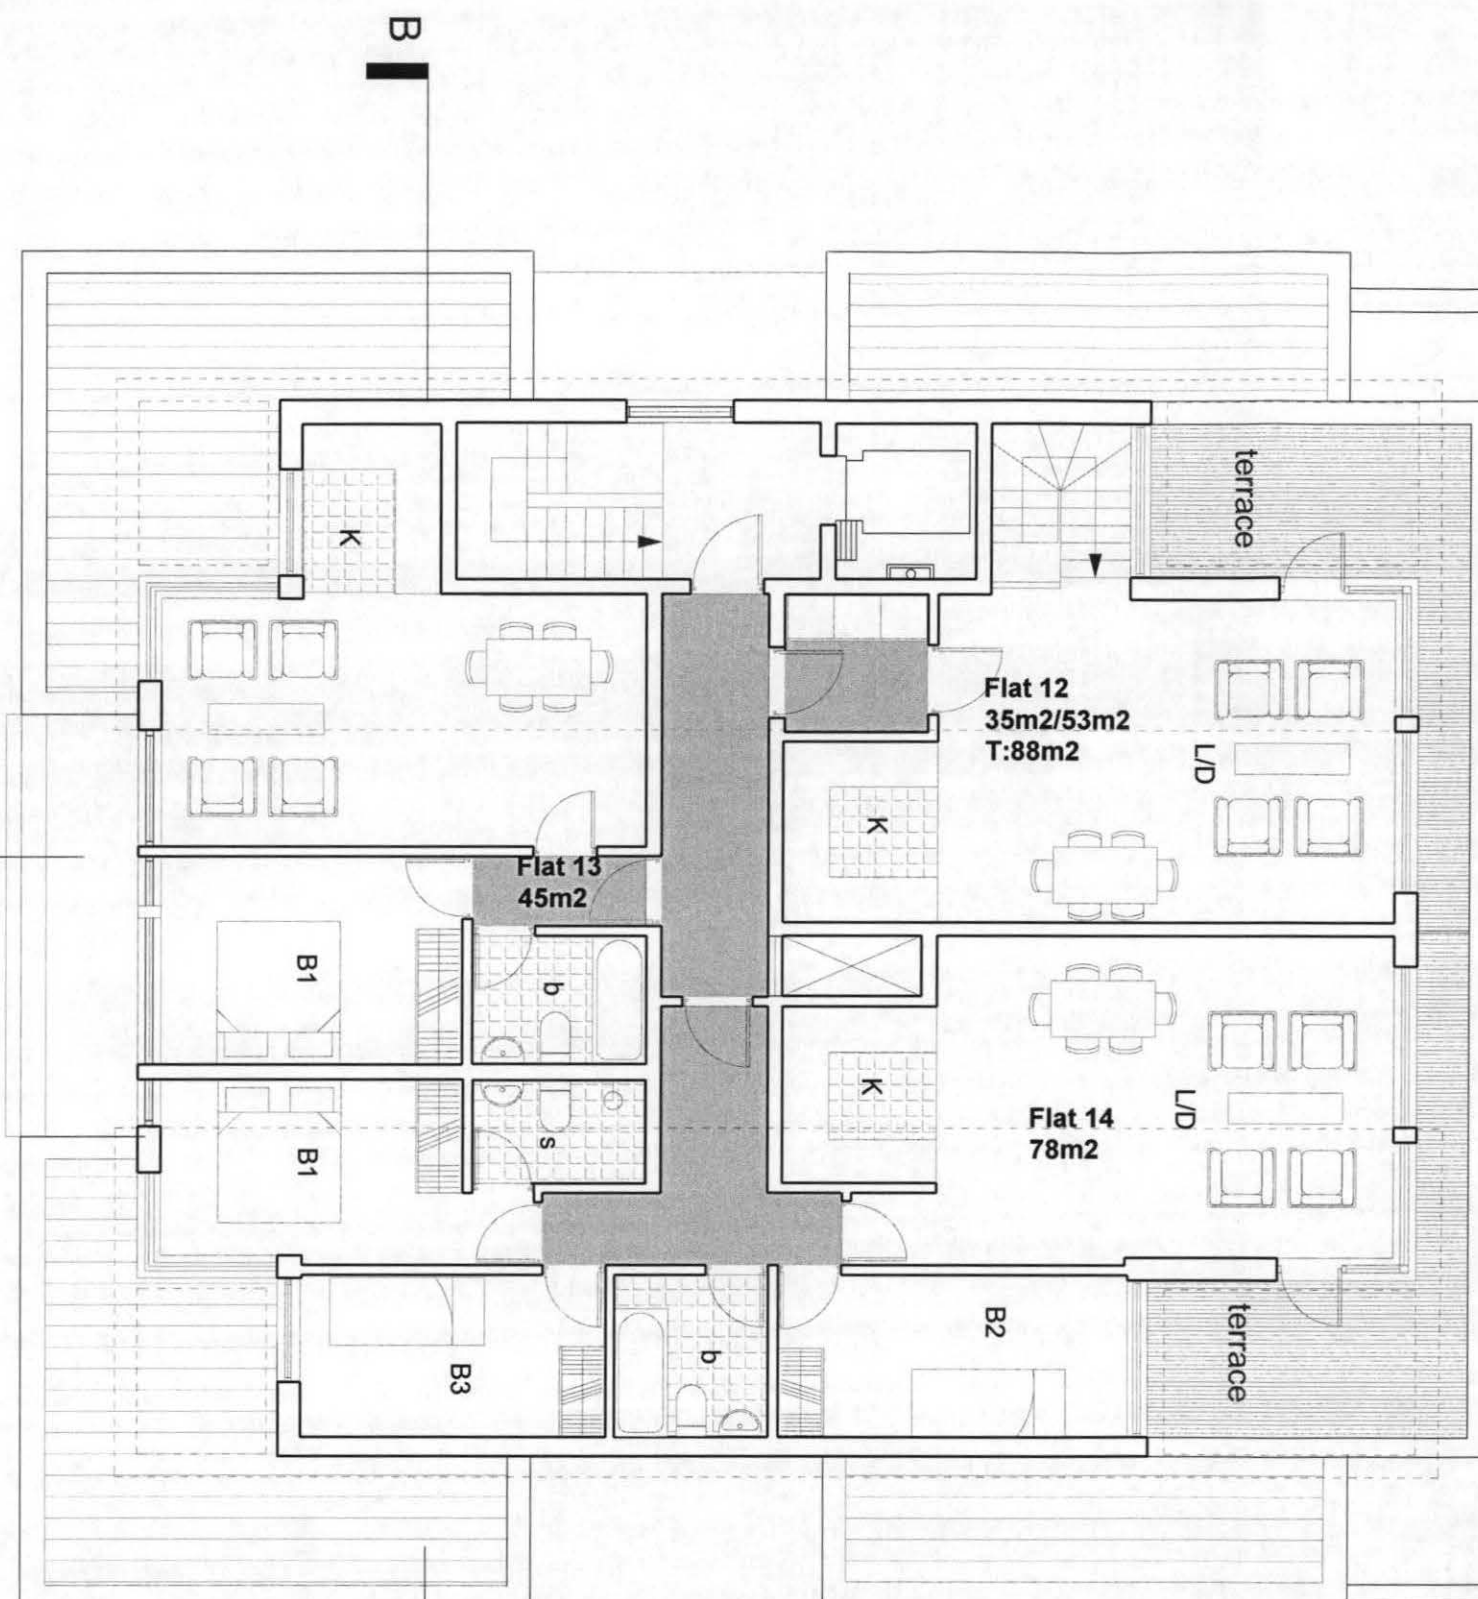 B
terrace
K
Flat 12
35m2/53m2
T:88m2
L/D
K
Flat 13
45m2
B1
b
K
L/D
Flat 14
78m2
s
B1
B2
terrace
b
B3